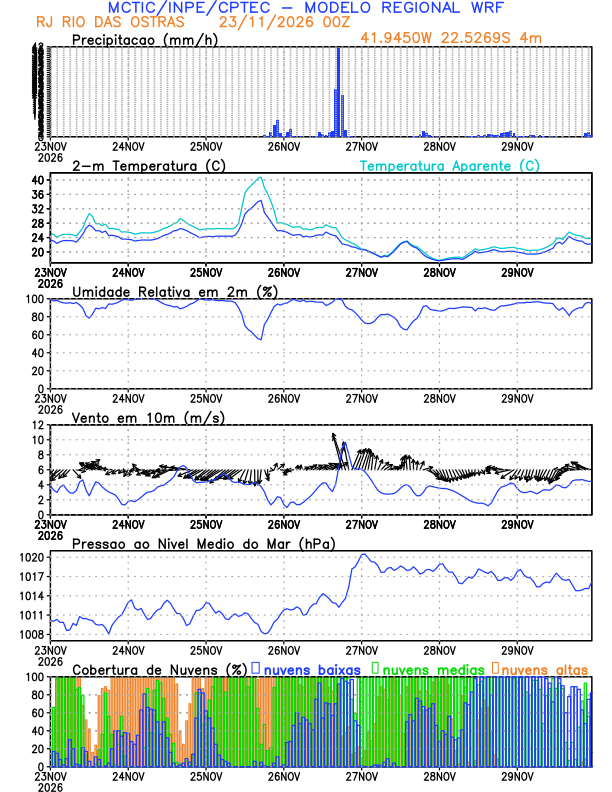 MCTIC/INPE/CPTEC – MODELO REGIONAL WRF
RJ RIO DAS OSTRAS 23/11/2026 00Z
Precipitacao (mm/h) 41.9450W 22.5269S 4m
23NOV 24NOV 25NOV 26NOV 27NOV 28NOV 29NOV
2026
2–m Temperatura (C) Temperatura Aparente (C)
40
36
32
28
24
20
23NOV 24NOV 25NOV 26NOV 27NOV 28NOV 29NOV
2026
Umidade Relativa em 2m (%)
100
80
60
40
20
0
23NOV 24NOV 25NOV 26NOV 27NOV 28NOV 29NOV
2026
Vento em 10m (m/s)
12
10
8
6
4
2
0
23NOV 24NOV 25NOV 26NOV 27NOV 28NOV 29NOV
2026
Pressao ao Nivel Medio do Mar (hPa)
1020
1017
1014
1011
1008
23NOV 24NOV 25NOV 26NOV 27NOV 28NOV 29NOV
2026
Cobertura de Nuvens (%) nuvens baixas nuvens medias nuvens altas
100
80
60
40
20
0
23NOV 24NOV 25NOV 26NOV 27NOV 28NOV 29NOV
2026